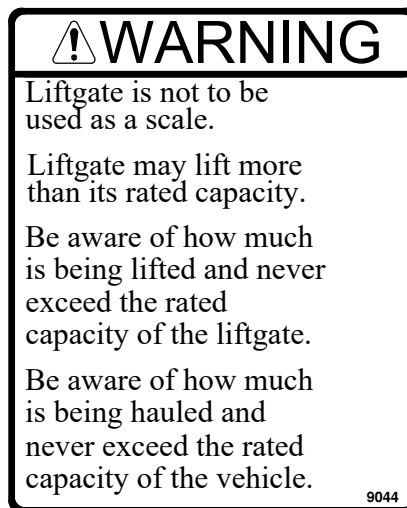 WARNING
Liftgate is not to be
used as a scale.
Liftgate may lift more
than its rated capacity.
Be aware of how much
is being lifted and never
exceed the rated
capacity of the liftgate.
Be aware of how much
is being hauled and
never exceed the rated
capacity of the vehicle.
9044